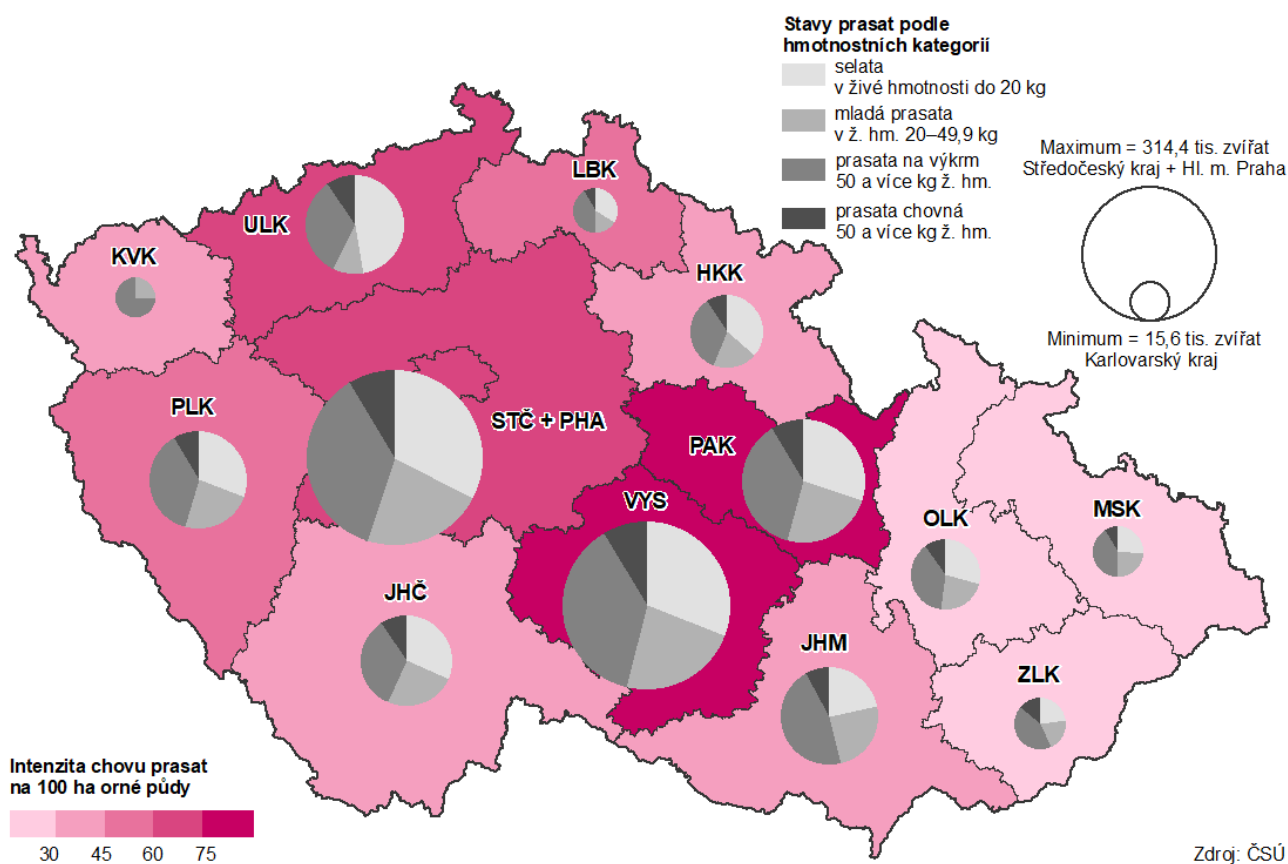 Stavy prasat podle
hmotnostních kategorií
selata
v živé hmotnosti do 20 kg
mladá prasata
v ž. hm. 20–49,9 kg
prasata na výkrm
50 a více kg ž. hm.
prasata chovná
50 a více kg ž. hm.
Maximum = 314,4 tis. zvířat
Středočeský kraj + Hl. m. Praha
Minimum = 15,6 tis. zvířat
Karlovarský kraj
LBK
ULK
KVK
HKK
PLK
STČ + PHA
PAK
VYS
OLK
MSK
JHČ
JHM
ZLK
Intenzita chovu prasat
na 100 ha orné půdy
30 45 60 75
Zdroj: ČSÚ